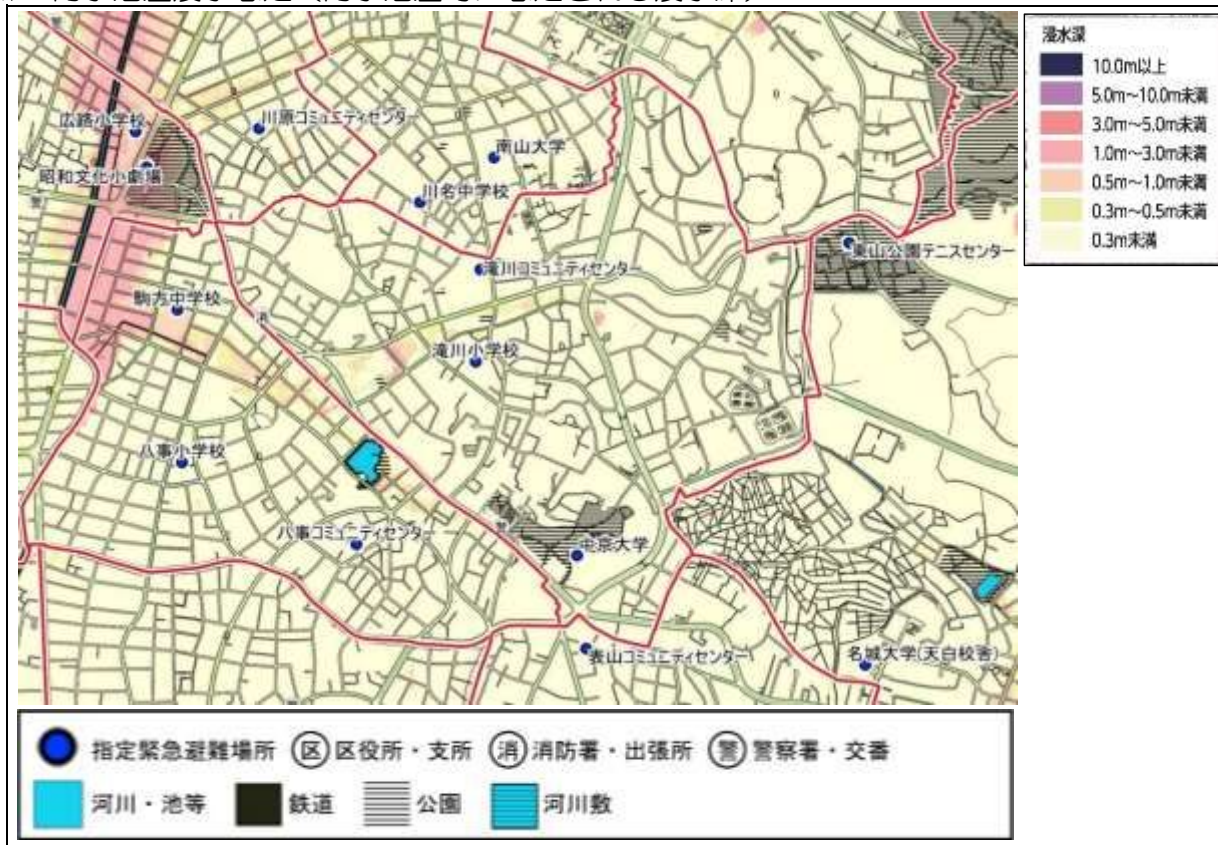 浸水深
10.0m以上
5.0m～10.0m未満
3.0m～5.0m未満
1.0m～3.0m未満
0.5m～1.0m未満
0.3m～0.5m未満
0.3m未満
広路小学校
川原コミュニティセンター
昭和文化小劇場
南山大学
川名中学校
滝川コミュニティセンター
東山公園テニスセンター
駒方中学校
消
滝川小学校
八事小学校
八事コミュニティセンター
中京大学
表山コミュニティセンター
名城大学(天白校舎)
指定緊急避難場所 区 区役所・支所 消 消防署・出張所 警 警察署・交番
河川・池等 鉄道 公園 河川敷